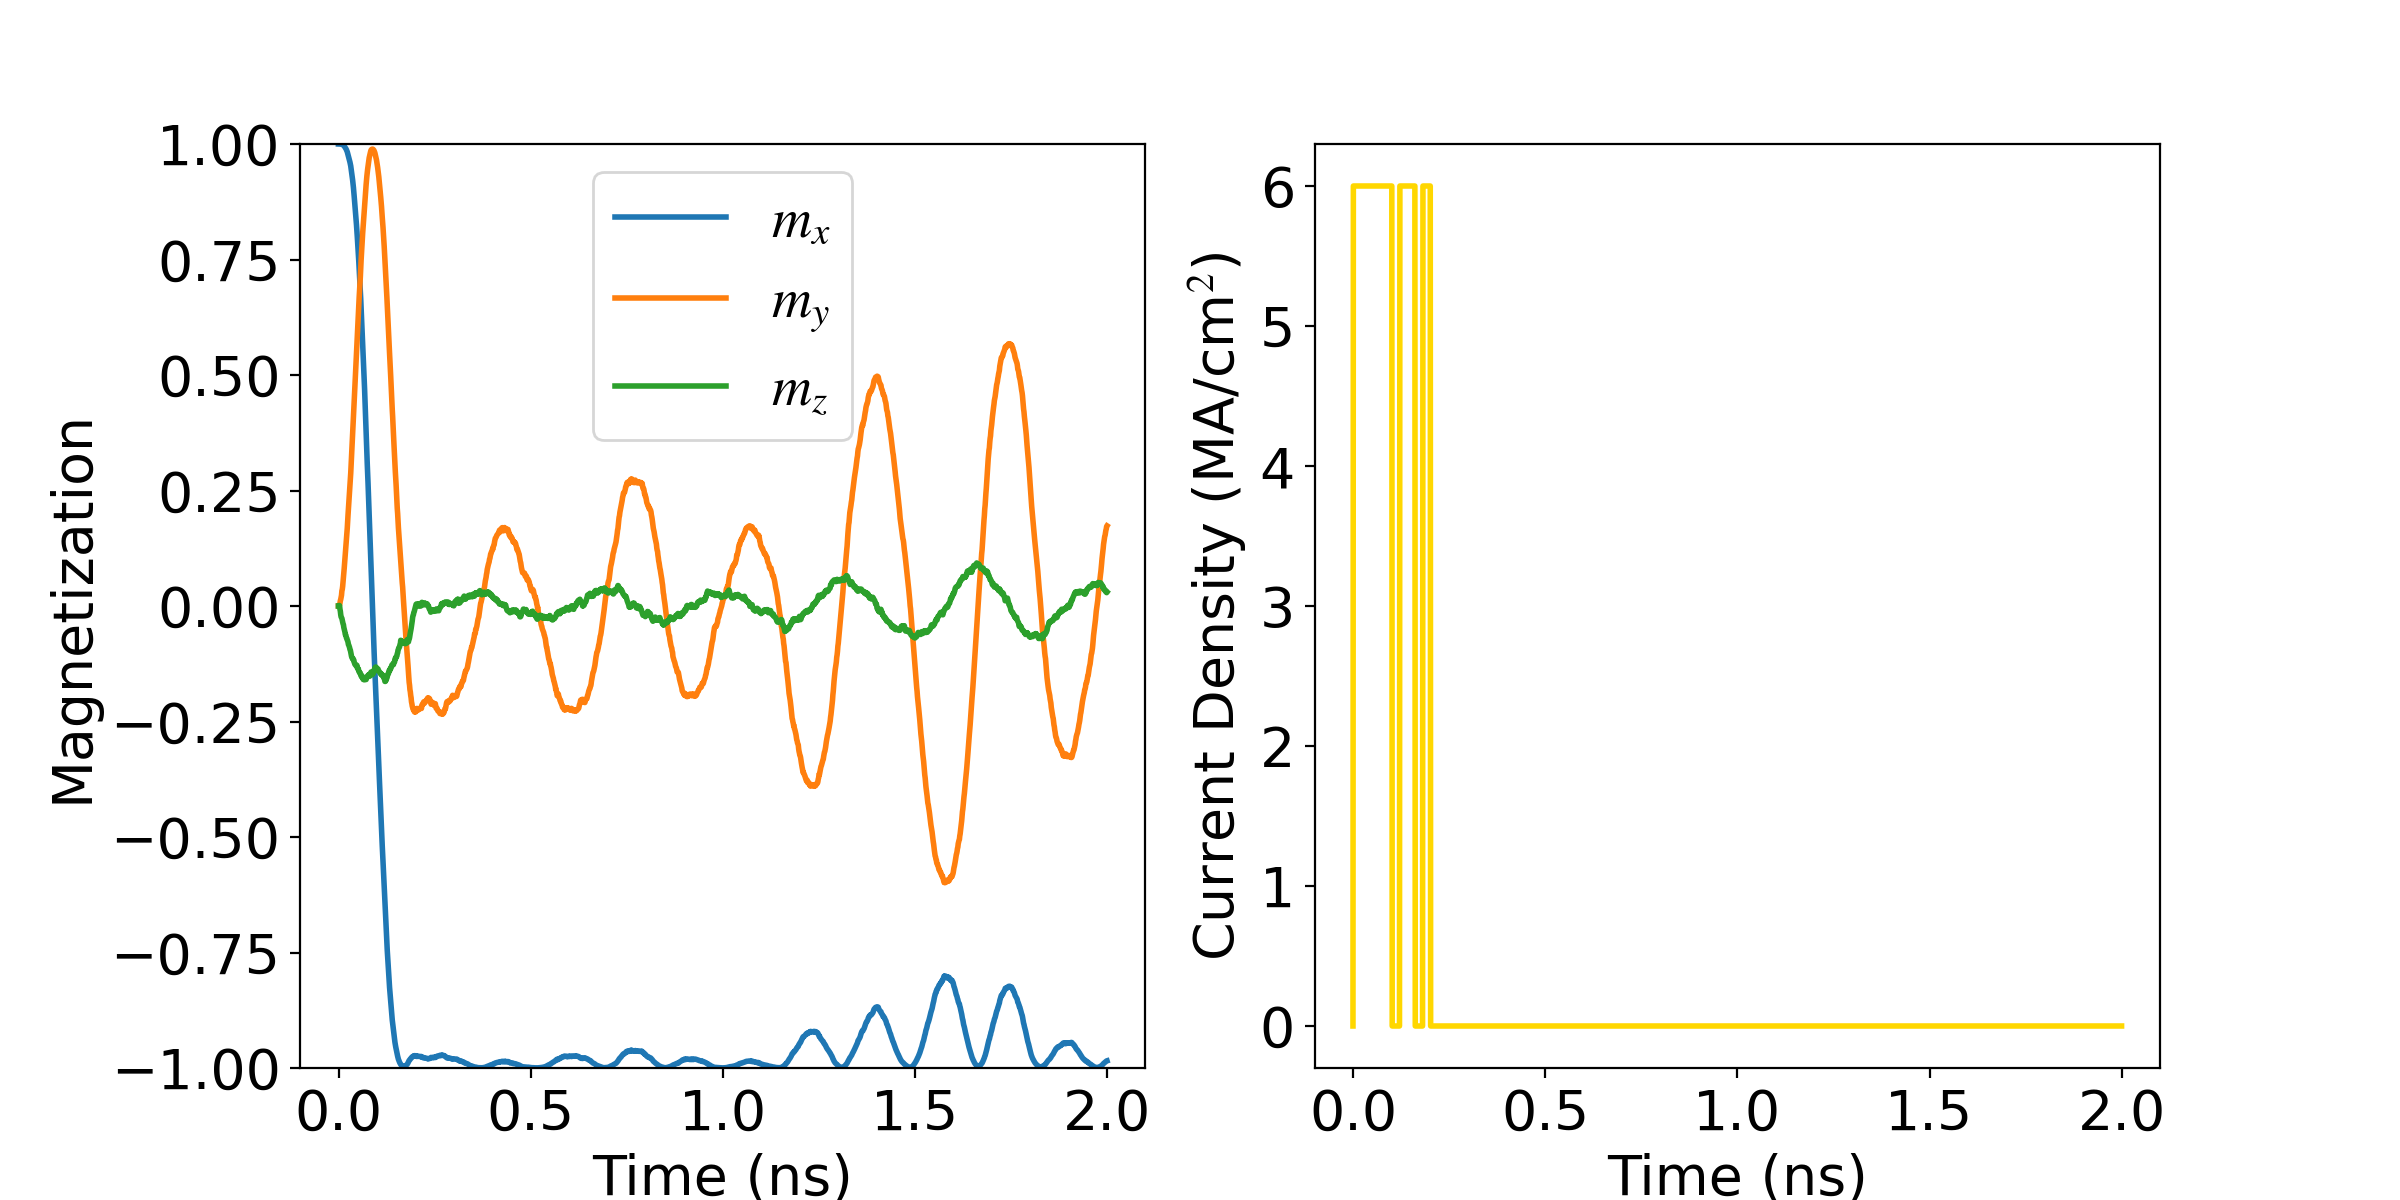 1.00
0.75
0.50
0.25
0.00
−0.25
−0.50
−0.75
−1.00
Magnetization
0.0 0.5 1.0 1.5 2.0
Time (ns)
m_x
m_y
m_z
6
5
4
3
2
1
0
Current Density (MA/cm²)
0.0 0.5 1.0 1.5 2.0
Time (ns)